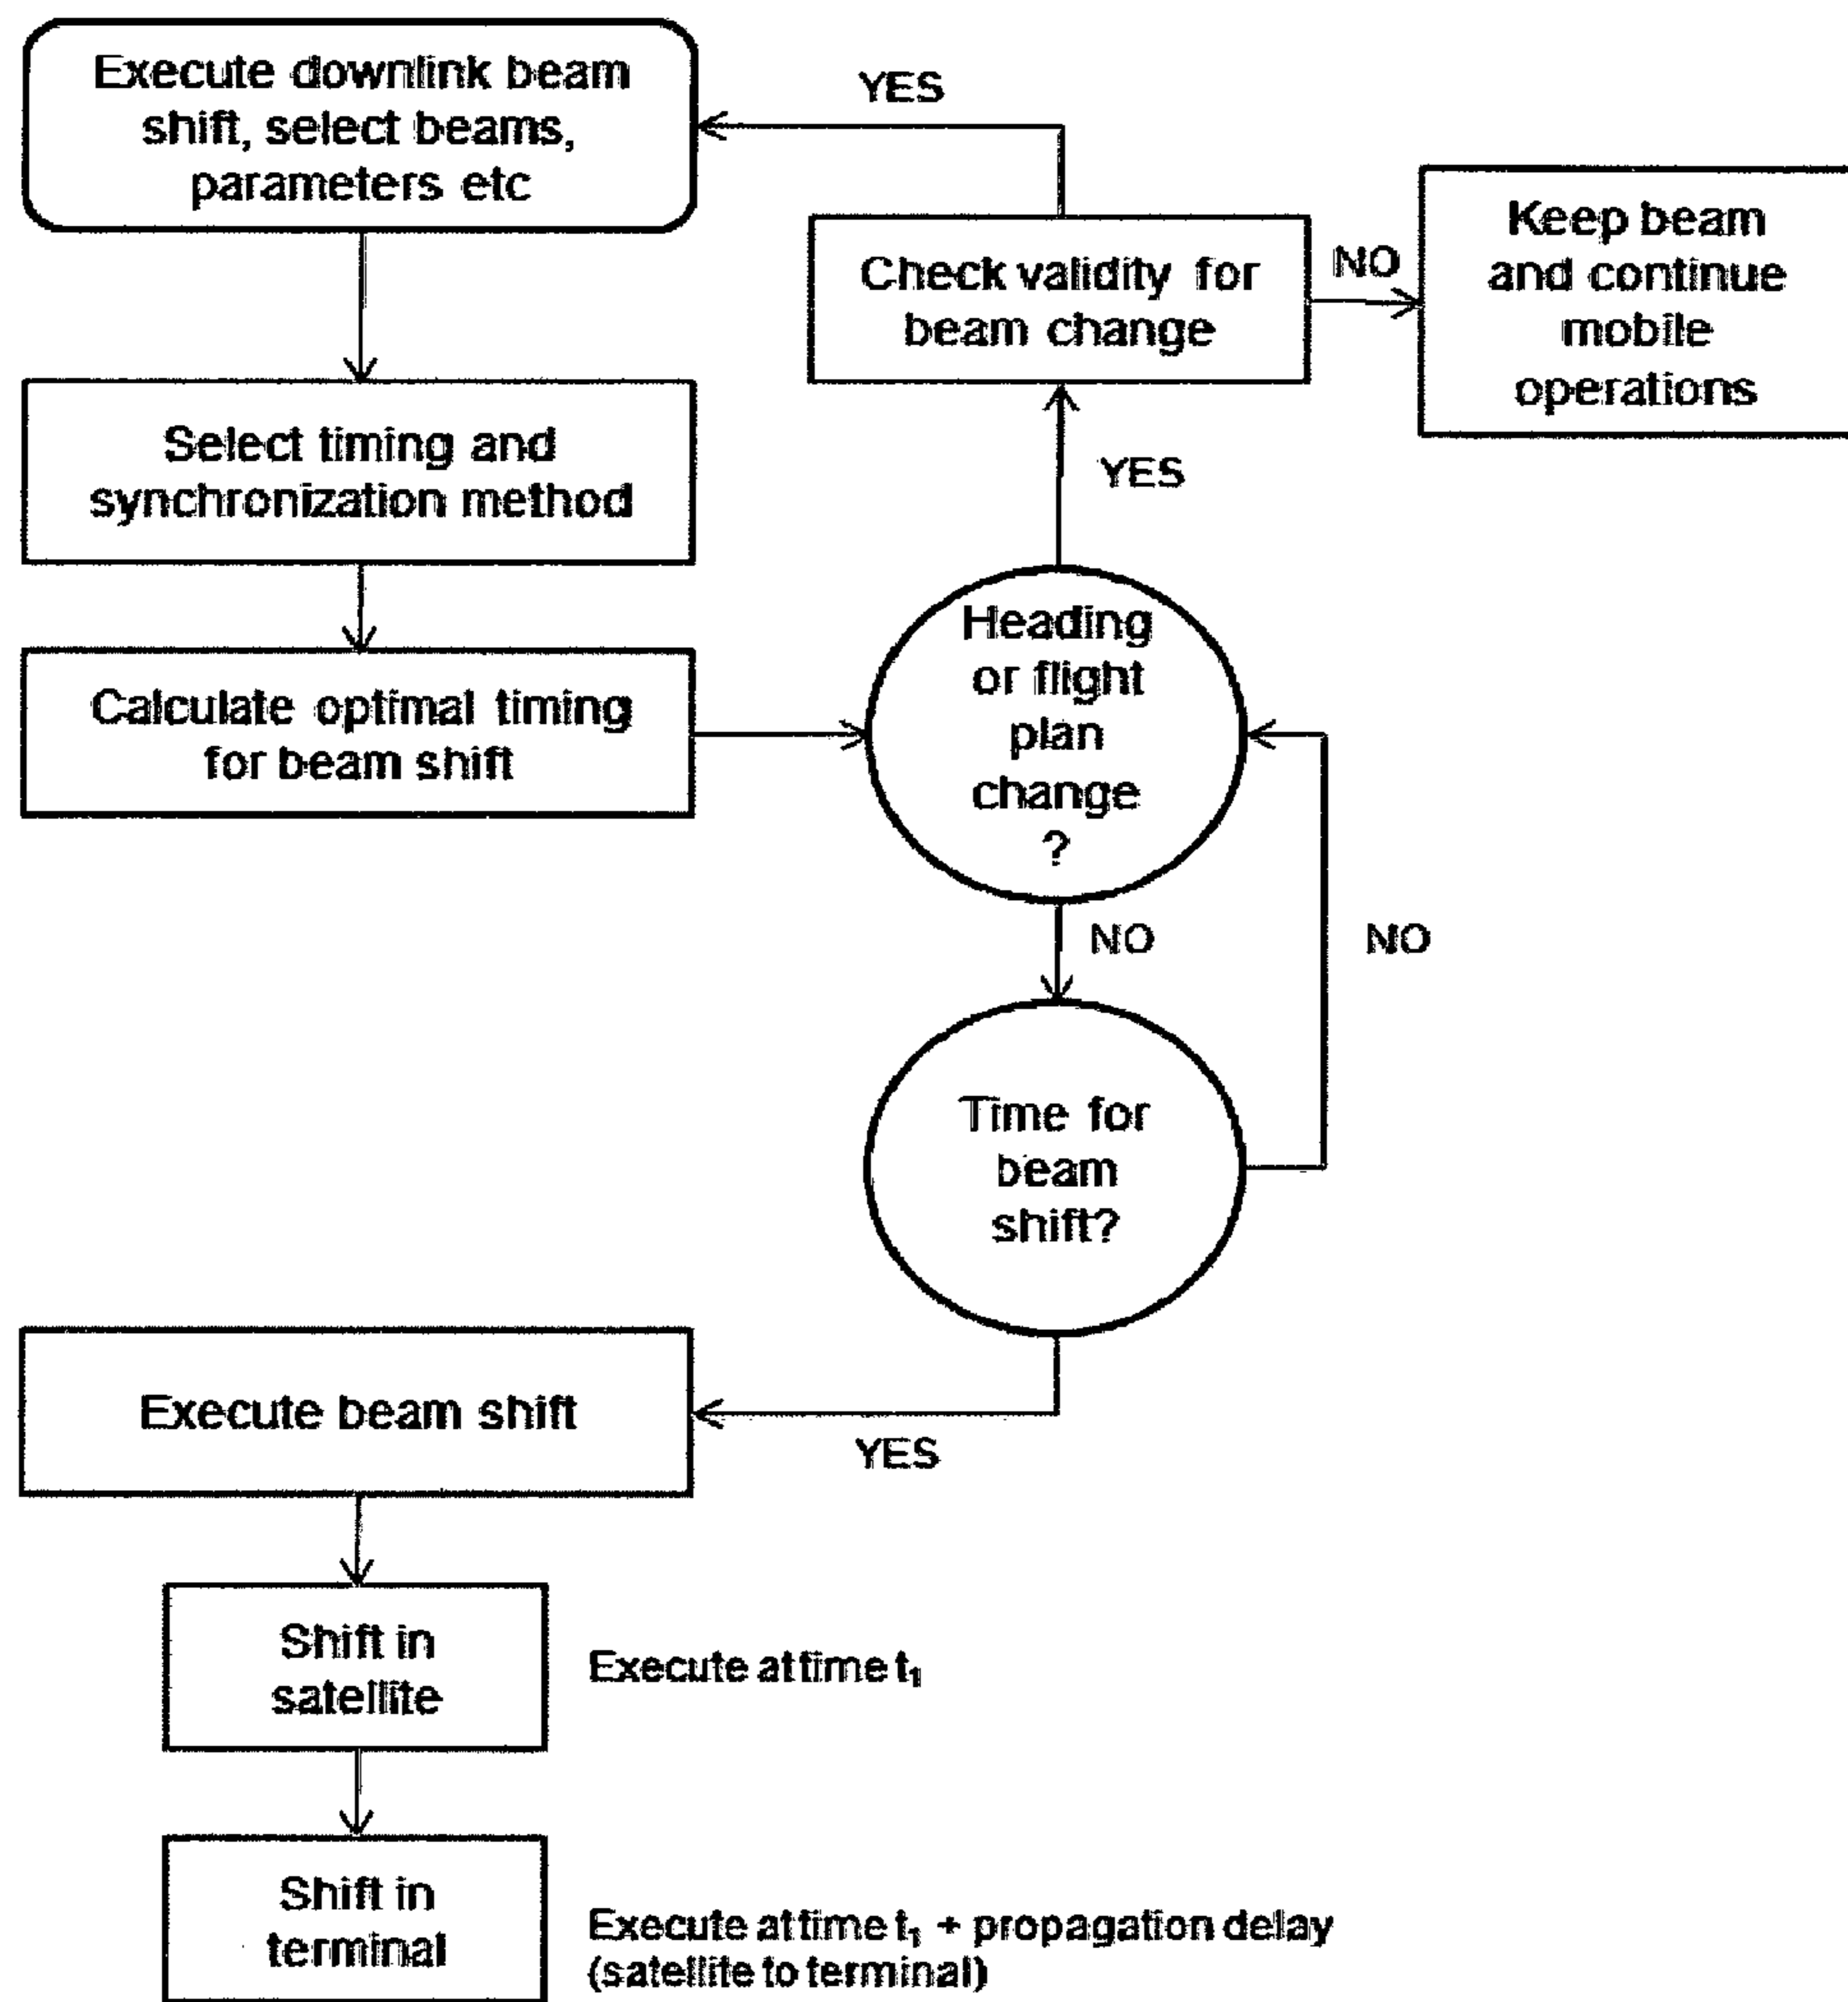 Execute downlink beam
shift, select beams,
parameters etc
YES
Check validity for
beam change
NO
Keep beam
and continue
mobile
operations
Select timing and
synchronization method
YES
Calculate optimal timing
for beam shift
Heading
or flight
plan
change
?
NO
NO
Time for
beam
shift?
Execute beam shift
YES
Shift in
satellite
Execute at time t₁
Shift in
terminal
Execute at time t₁ + propagation delay
(satellite to terminal)